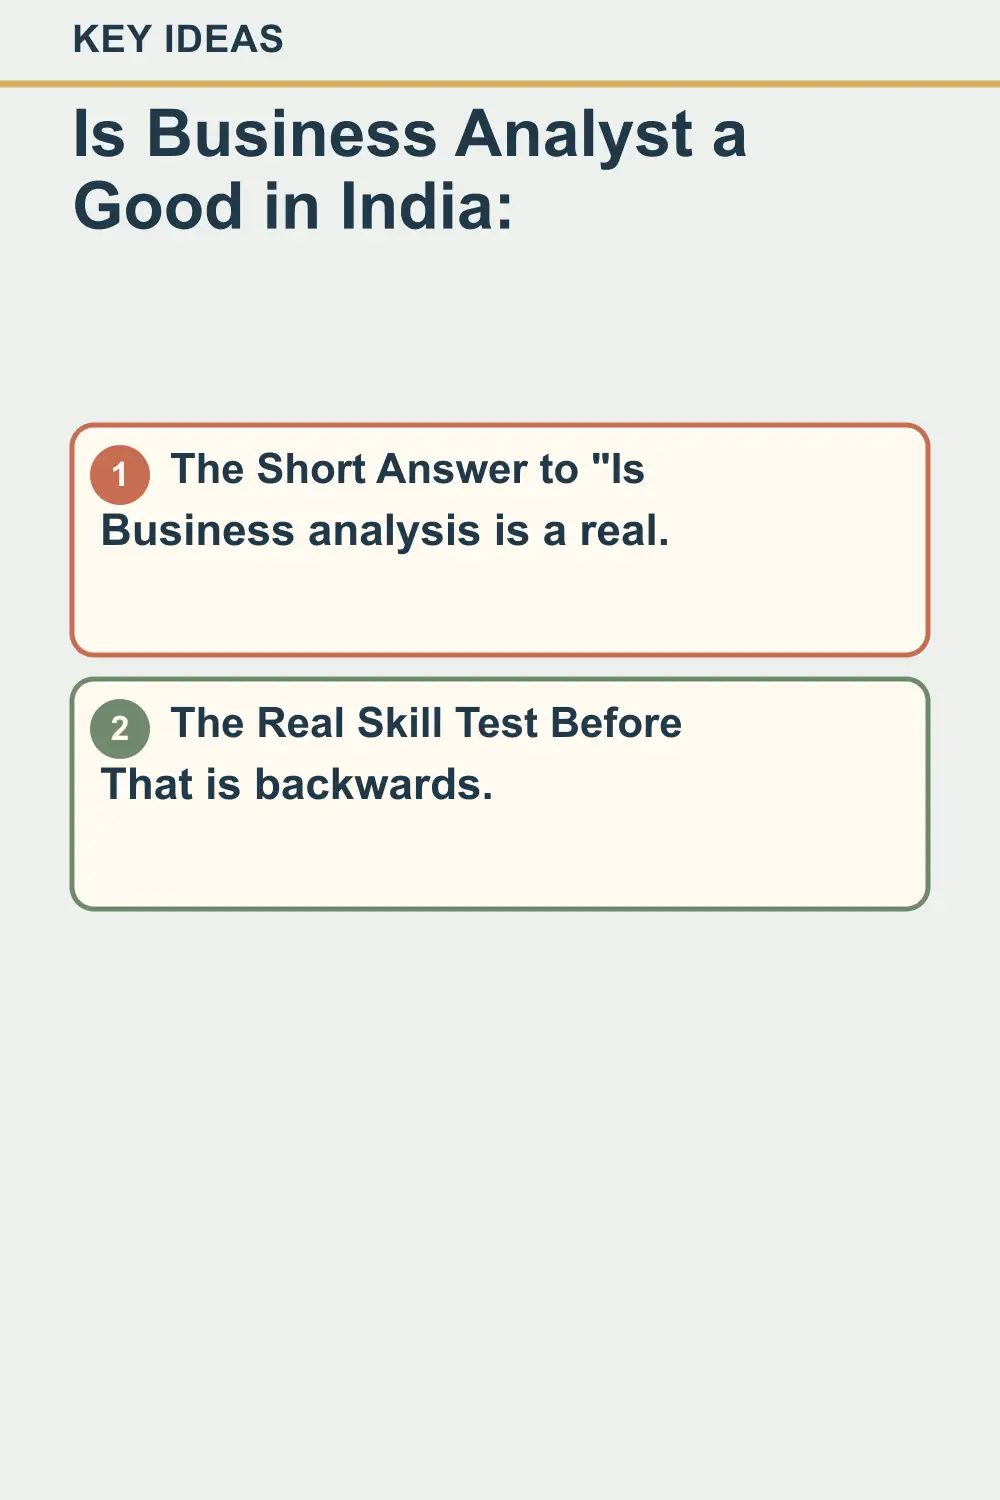 KEY IDEAS
Is Business Analyst a
Good in India:
1 The Short Answer to "Is
Business analysis is a real.
2 The Real Skill Test Before
That is backwards.